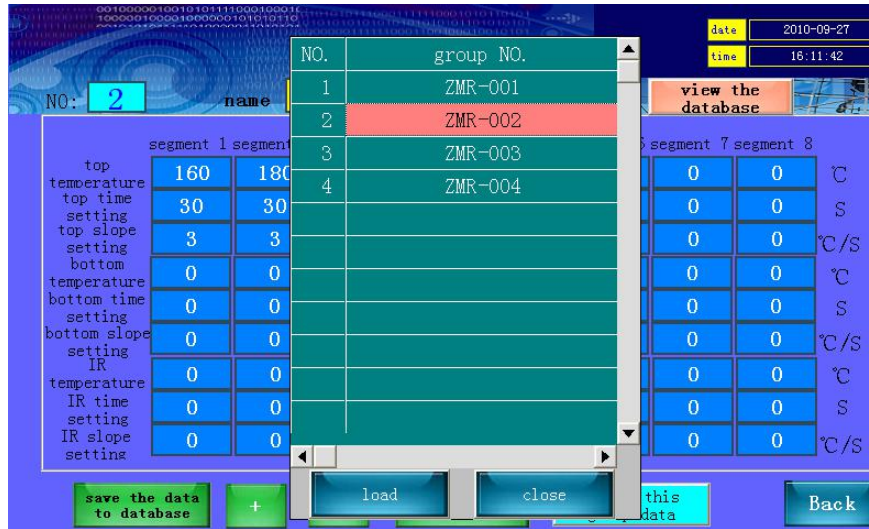 date 2010-09-27
time 16:11:42
NO. group NO.
NO: 2 name
1 ZMR-001
2 ZMR-002
3 ZMR-003
4 ZMR-004
view the
database
segment 1 segment segment 7 segment 8
top
temperature 160 180 0 0 ℃
top time
setting 30 30 0 0 S
top slope
setting 3 3 0 0 ℃/S
bottom
temperature 0 0 0 0 ℃
bottom time
setting 0 0 0 0 S
bottom slope
setting 0 0 0 0 ℃/S
IR
temperature 0 0 0 0 ℃
IR time
setting 0 0 0 0 S
IR slope
setting 0 0 0 0 ℃/S
load close
save the data
to database
+
this
data
Back